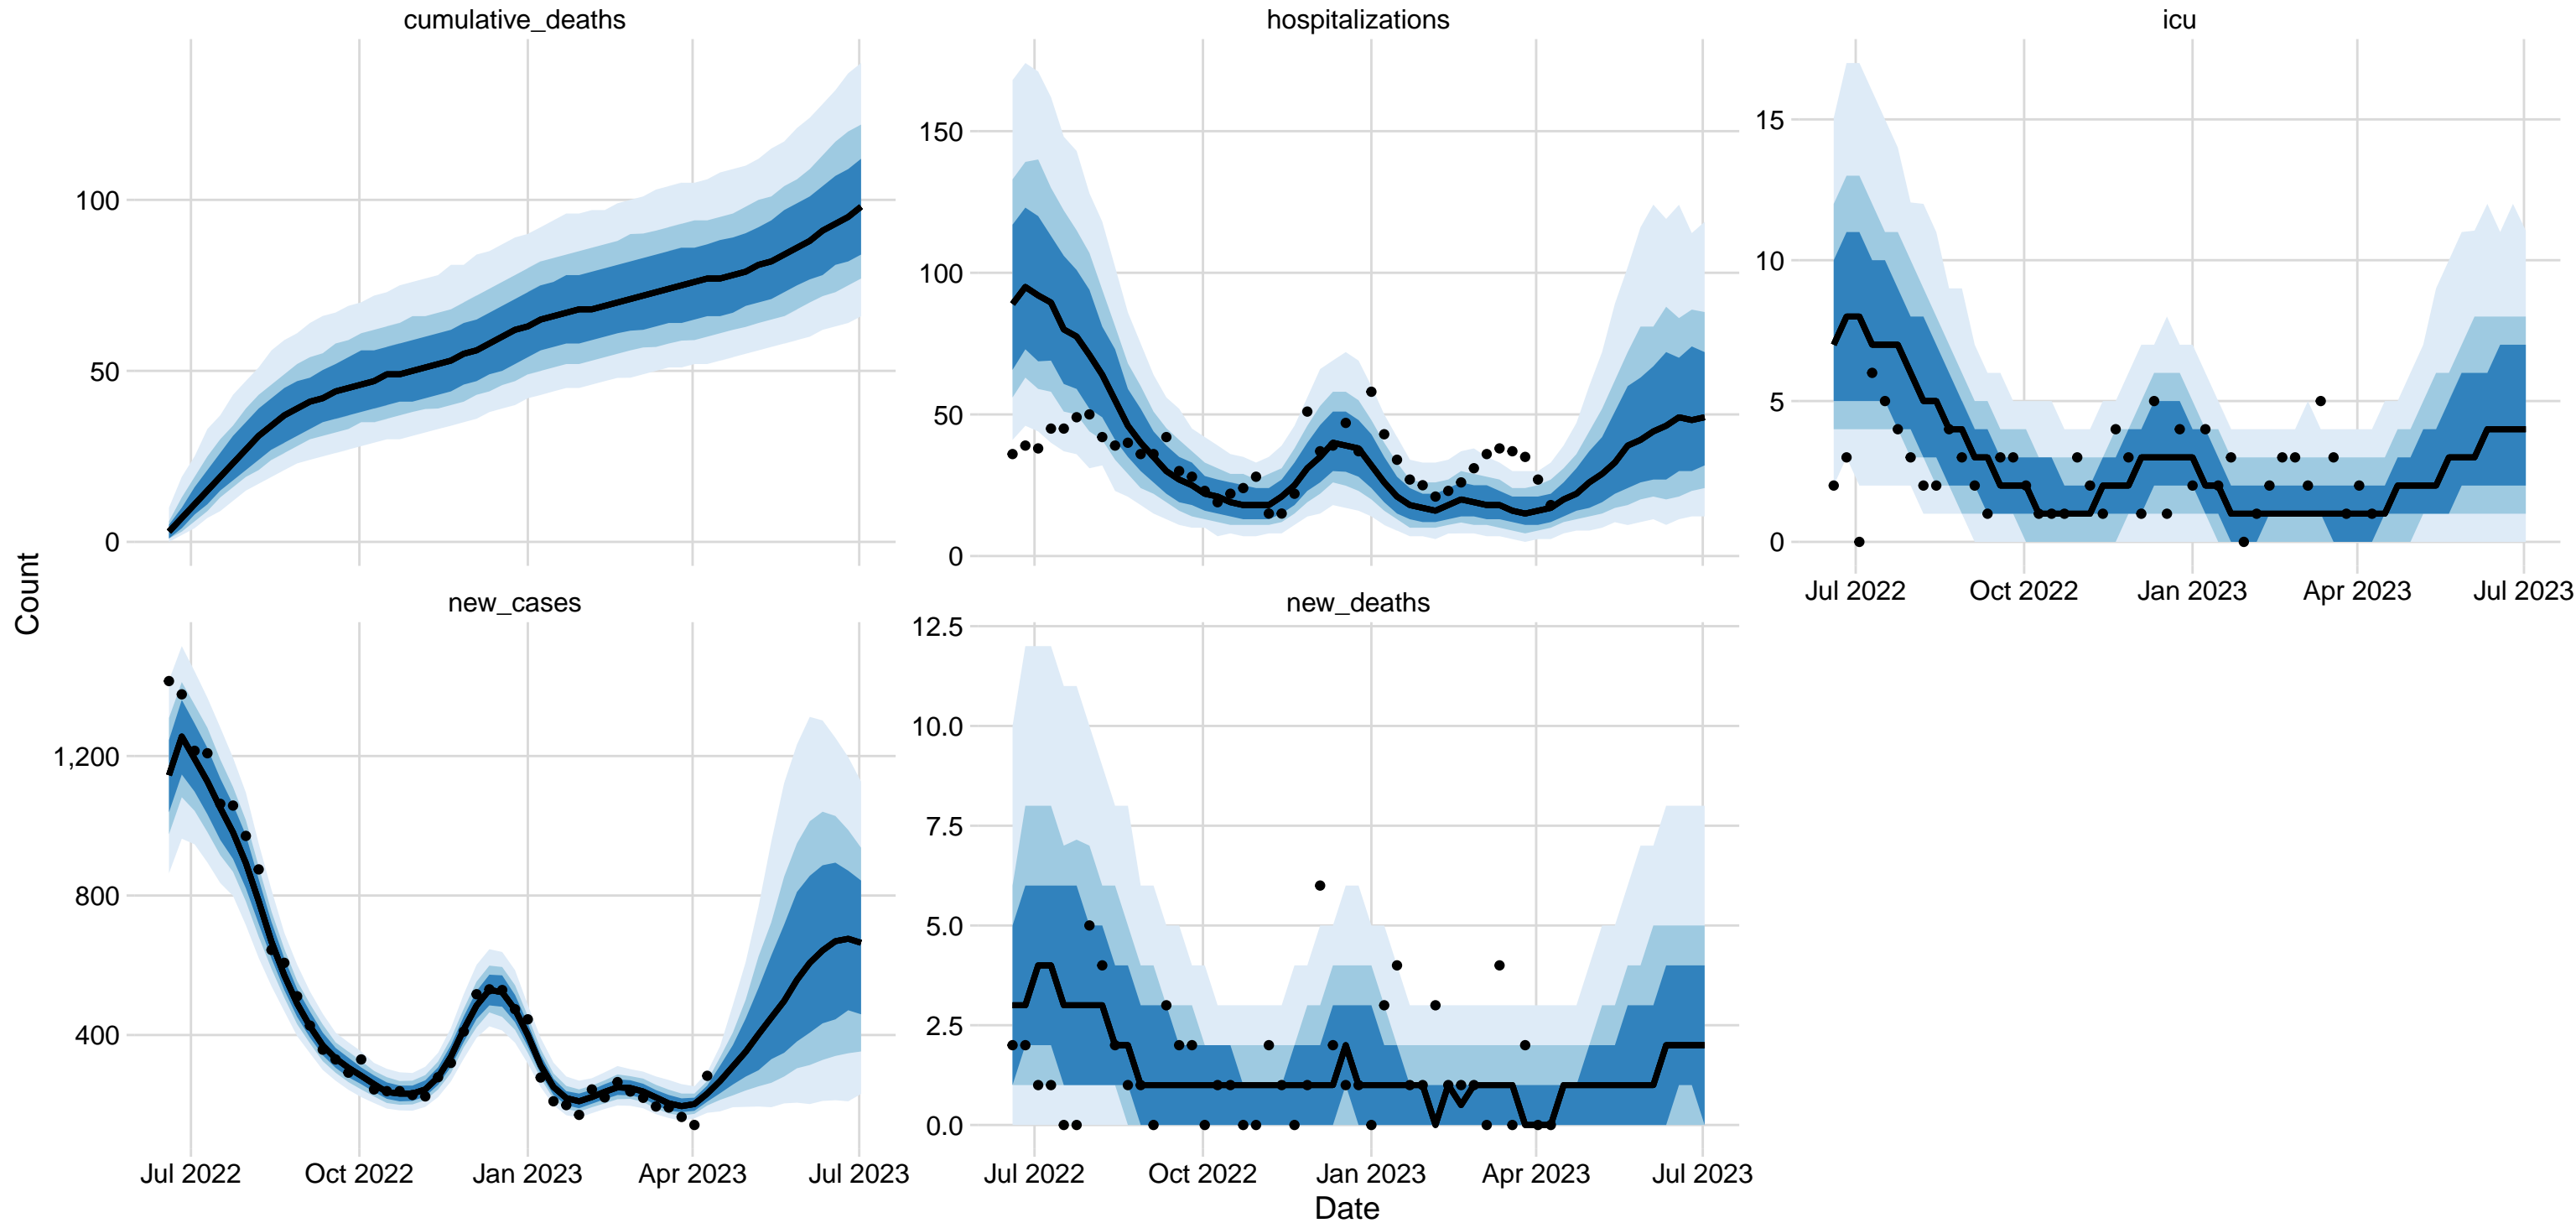 cumulative_deaths
hospitalizations
icu
100
50
0
150
100
50
0
15
10
5
0
Jul 2022 Oct 2022 Jan 2023 Apr 2023 Jul 2023
Count
new_cases
new_deaths
1,200
800
400
12.5
10.0
7.5
5.0
2.5
0.0
Jul 2022 Oct 2022 Jan 2023 Apr 2023 Jul 2023
Jul 2022 Oct 2022 Jan 2023 Apr 2023 Jul 2023
Date